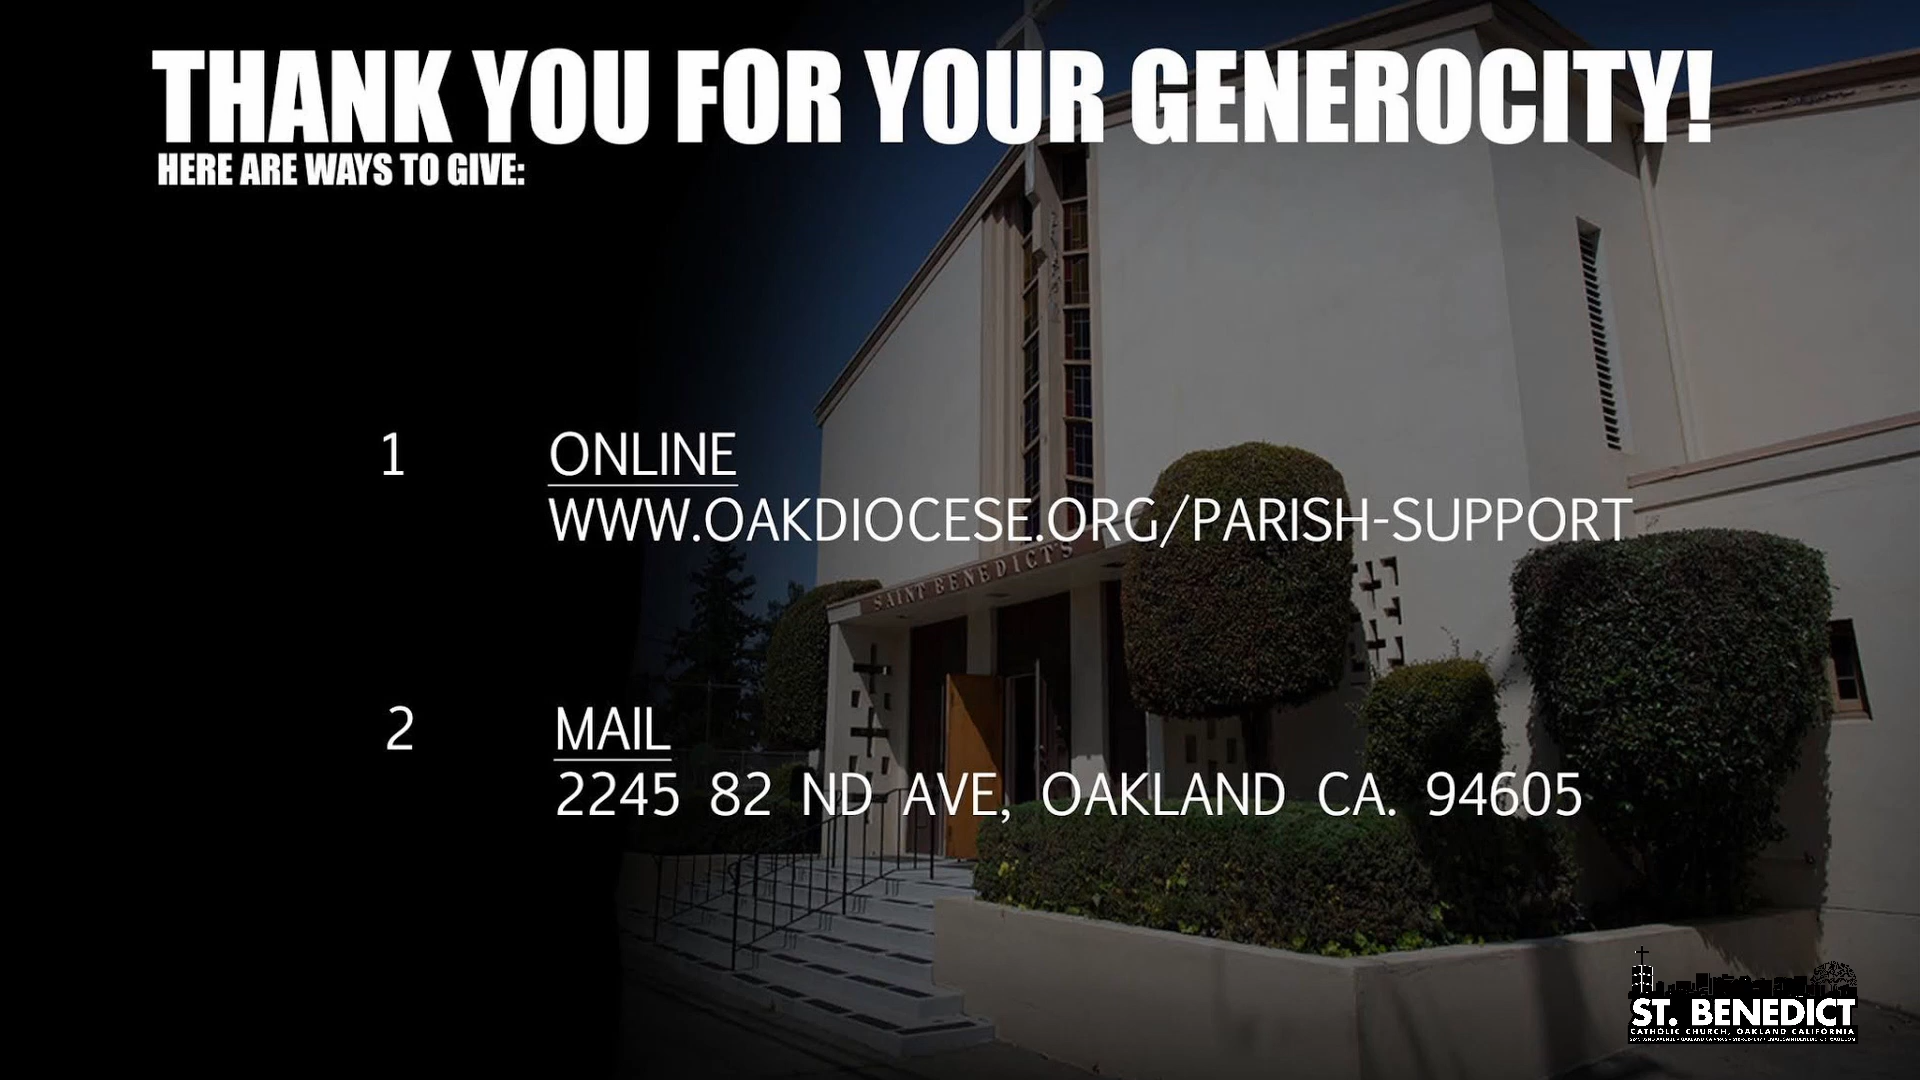 THANK YOU FOR YOUR GENEROCITY!
HERE ARE WAYS TO GIVE:
1
ONLINE
WWW.OAKDIOCESE.ORG/PARISH-SUPPORT
SAINT BENEDICT'S
2
MAIL
2245 82 ND AVE, OAKLAND CA. 94605
ST. BENEDICT
CATHOLIC CHURCH, OAKLAND CALIFORNIA